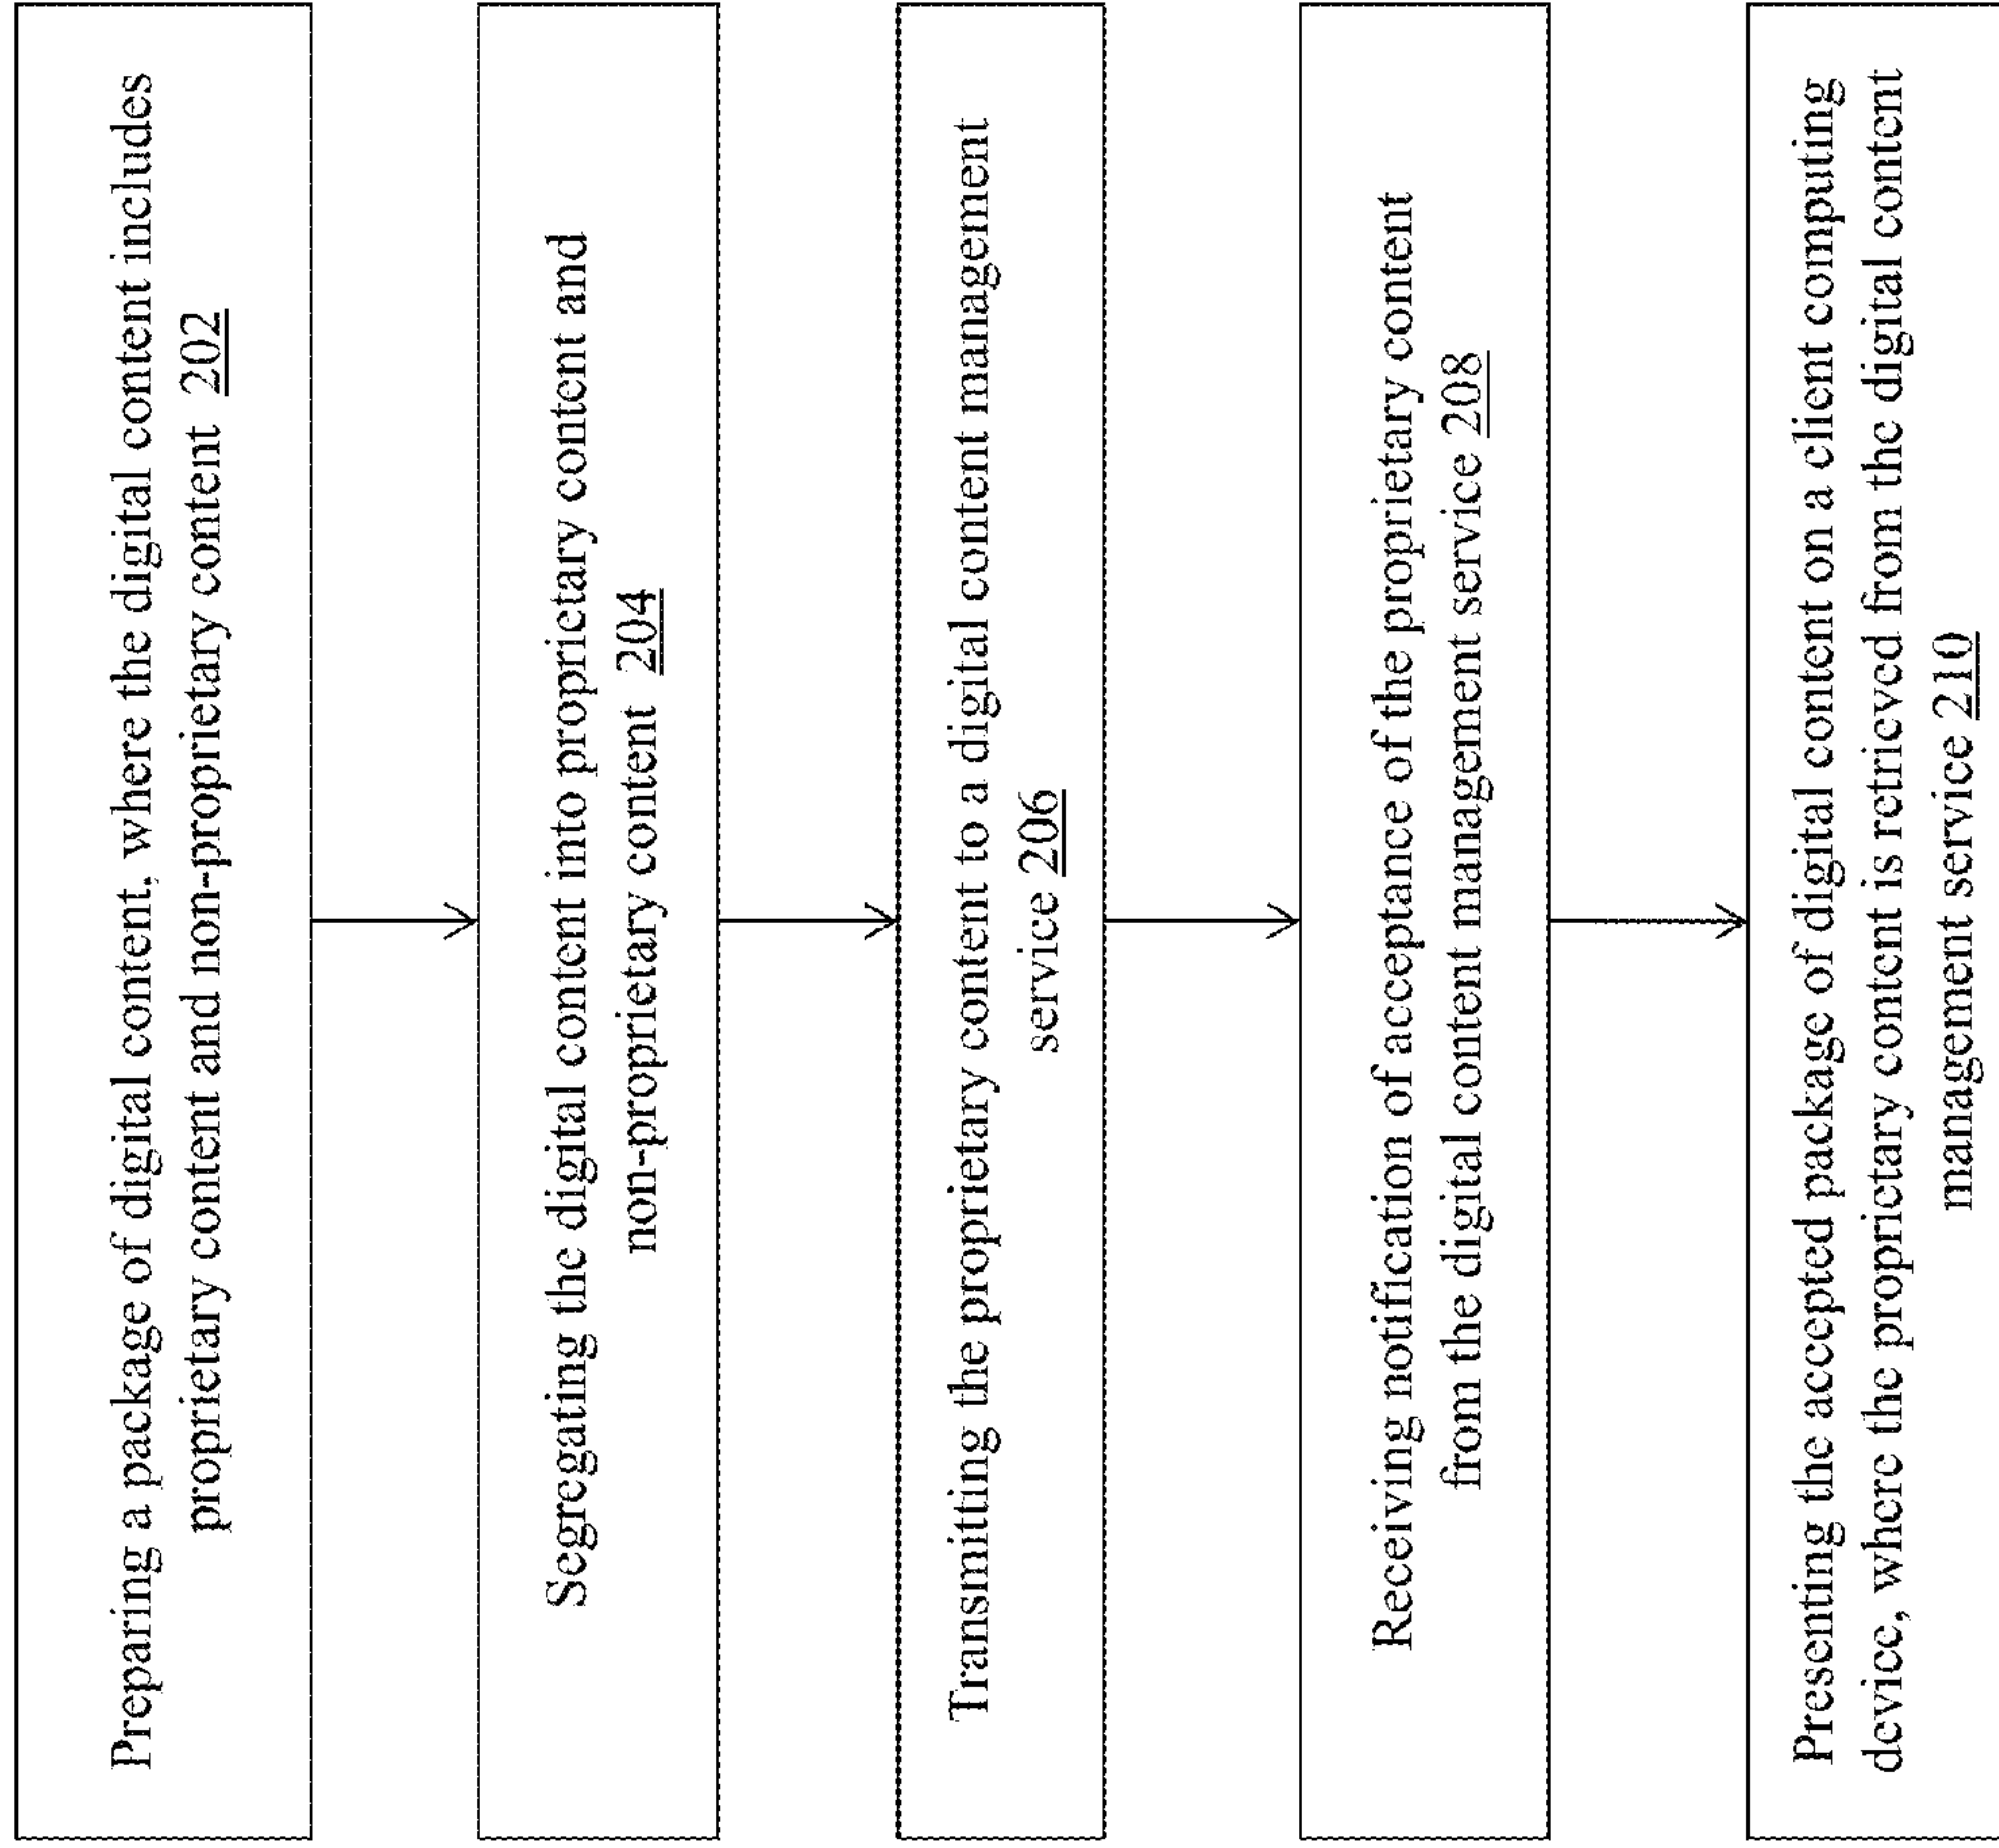 Preparing a package of digital content, where the digital content includes
proprietary content and non-proprietary content 202
Segregating the digital content into proprietary content and
non-proprietary content 204
Transmitting the proprietary content to a digital content management
service 206
Receiving notification of acceptance of the proprietary content
from the digital content management service 208
Presenting the accepted package of digital content on a client computing
device, where the proprietary content is retrieved from the digital content
management service 210